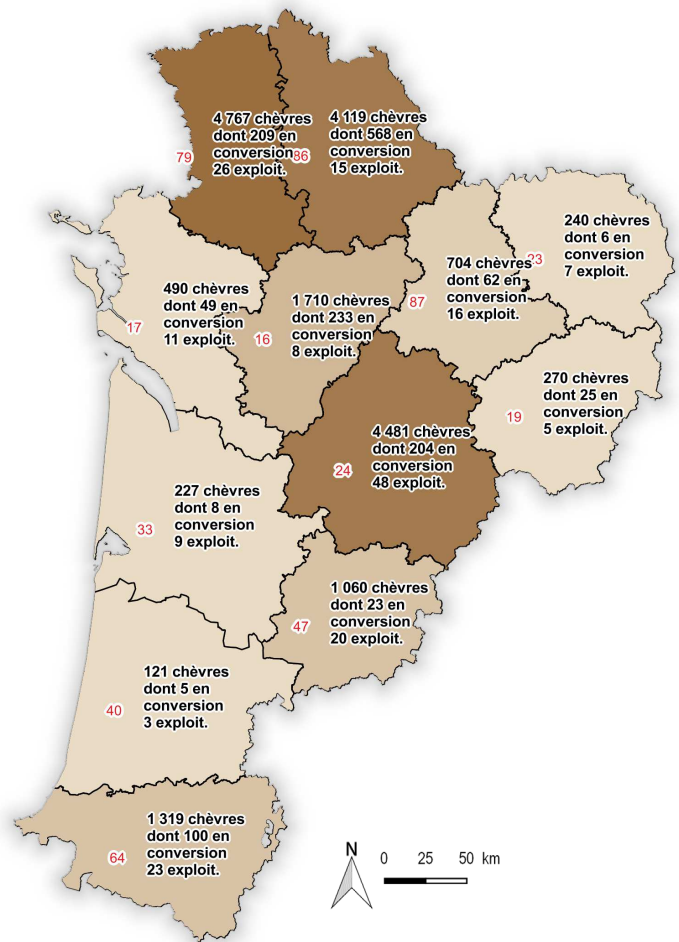 4 767 chèvres
dont 209 en
conversion
26 exploit.
79
4 119 chèvres
dont 568 en
conversion
15 exploit.
86
240 chèvres
dont 6 en
conversion
7 exploit.
23
704 chèvres
dont 62 en
conversion
16 exploit.
87
490 chèvres
dont 49 en
conversion
11 exploit.
17
1 710 chèvres
dont 233 en
conversion
8 exploit.
16
270 chèvres
dont 25 en
conversion
5 exploit.
19
4 481 chèvres
dont 204 en
conversion
48 exploit.
24
227 chèvres
dont 8 en
conversion
9 exploit.
33
1 060 chèvres
dont 23 en
conversion
20 exploit.
47
121 chèvres
dont 5 en
conversion
3 exploit.
40
1 319 chèvres
dont 100 en
conversion
23 exploit.
64
N
0 25 50 km